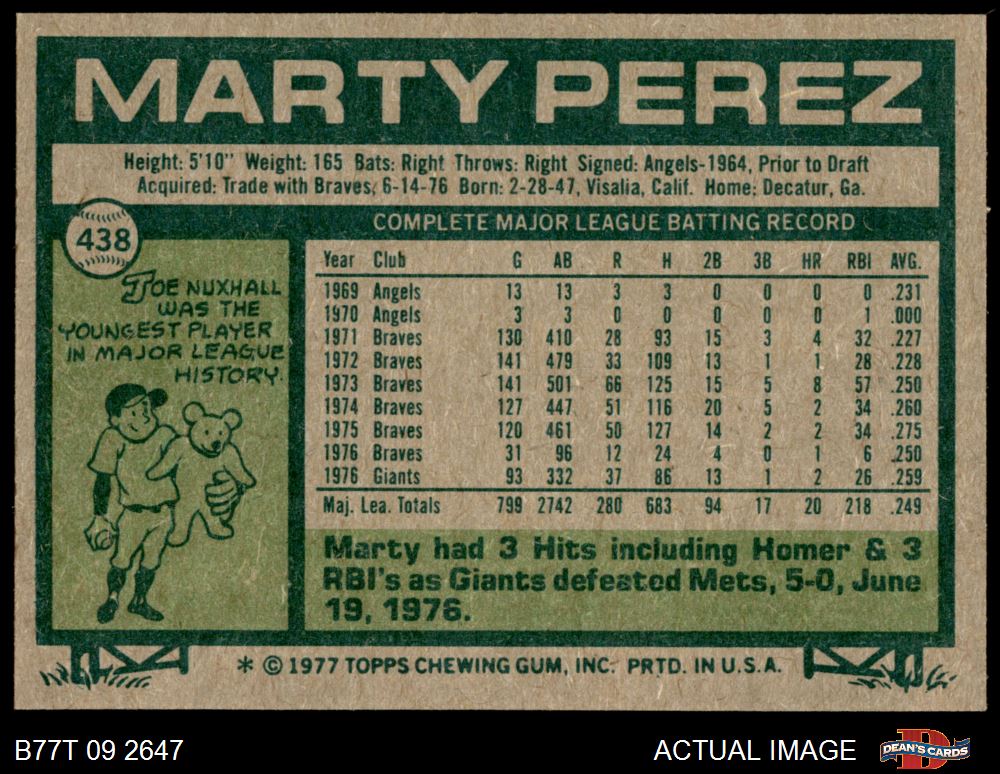 MARTY PEREZ
Height: 5'10" Weight: 165 Bats: Right Throws: Right Signed: Angels-1964, Prior to Draft
Acquired: Trade with Braves, 6-14-76 Born: 2-28-47, Visalia, Calif. Home: Decatur, Ga.
438
COMPLETE MAJOR LEAGUE BATTING RECORD
JOE NUXHALL
WAS THE
YOUNGEST PLAYER
IN MAJOR LEAGUE
HISTORY.
Year Club G AB R H 2B 3B HR RBI AVG.
1969 Angels 13 13 3 3 0 0 0 0 .231
1970 Angels 3 3 0 0 0 0 0 1 .000
1971 Braves 130 410 28 93 15 3 4 32 .227
1972 Braves 141 479 33 109 13 1 1 28 .228
1973 Braves 141 501 66 125 15 5 8 57 .250
1974 Braves 127 447 51 116 20 5 2 34 .260
1975 Braves 120 461 50 127 14 2 2 34 .275
1976 Braves 31 96 12 24 4 0 1 6 .250
1976 Giants 93 332 37 86 13 1 2 26 .259
Maj. Lea. Totals 799 2742 280 683 94 17 20 218 .249
Marty had 3 Hits including Homer & 3
RBI's as Giants defeated Mets, 5-0, June
19, 1976.
* © 1977 TOPPS CHEWING GUM, INC. PRTD. IN U.S.A.
B77T 09 2647
ACTUAL IMAGE
DEAN'S CARDS